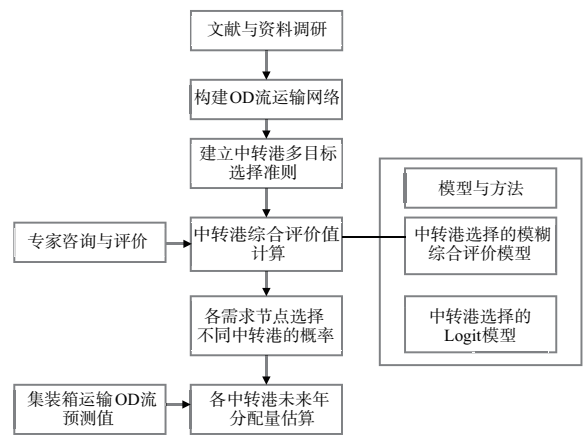 文献与资料调研
构建OD流运输网络
建立中转港多目标
选择准则
模型与方法
专家咨询与评价
中转港综合评价值
计算
中转港选择的模糊
综合评价模型
各需求节点选择
不同中转港的概率
中转港选择的
Logit模型
集装箱运输OD流
预测值
各中转港未来年
分配量估算